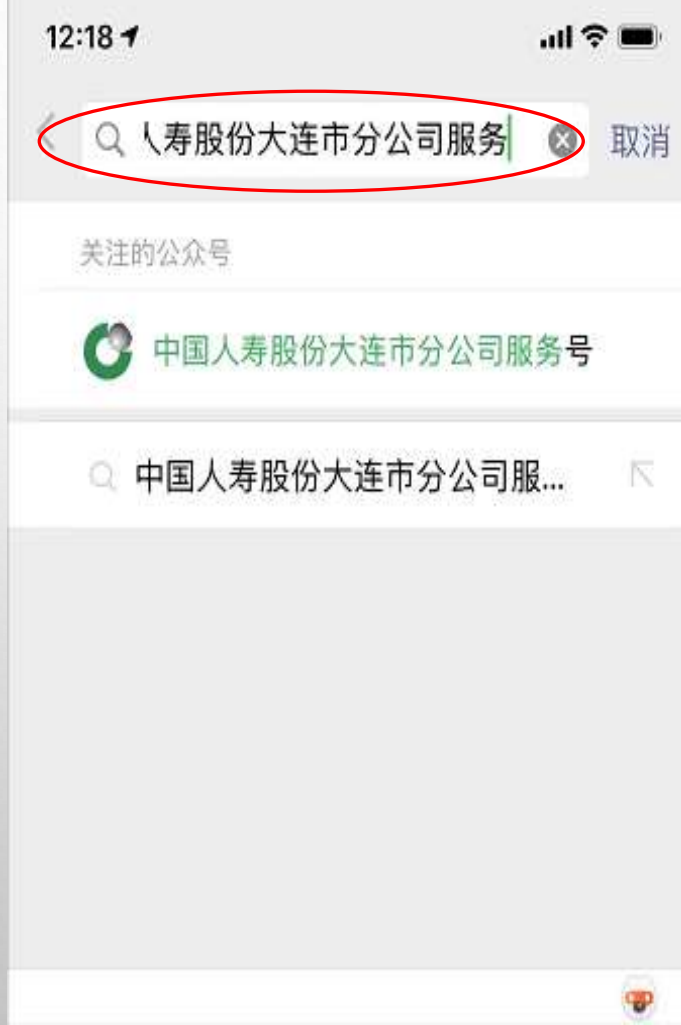 12:18
人寿股份大连市分公司服务
取消
关注的公众号
中国人寿股份大连市分公司服务号
中国人寿股份大连市分公司服...